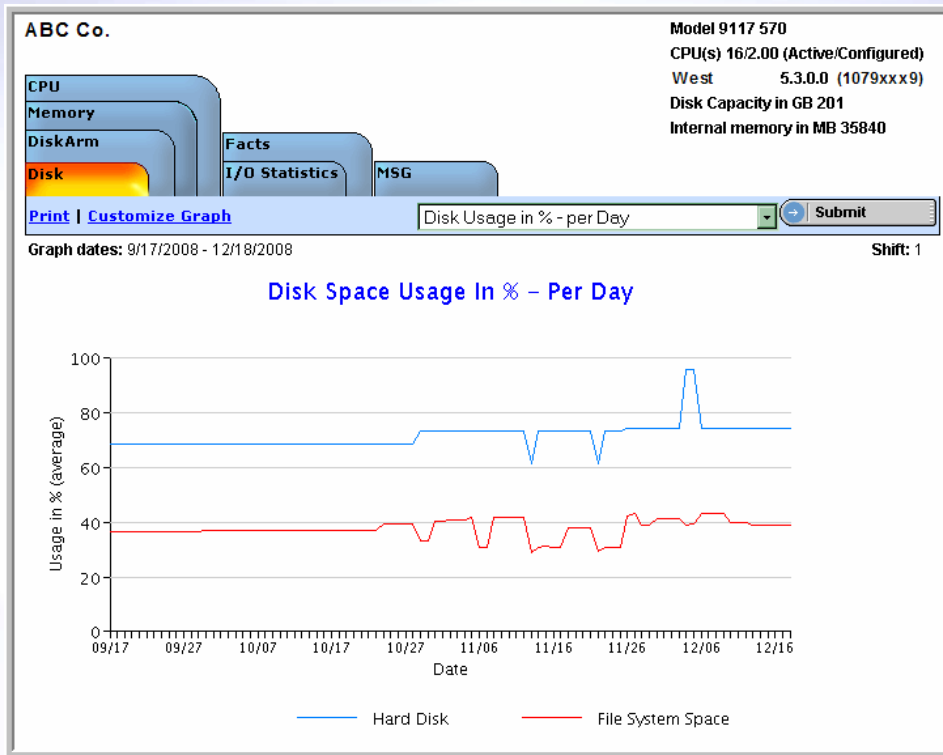 ABC Co.
Model 9117 570
CPU(s) 16/2.00 (Active/Configured)
West 5.3.0.0 (1079xxx9)
Disk Capacity in GB 201
Internal memory in MB 35840
CPU
Memory
DiskArm
Disk
Facts
I/O Statistics
MSG
Print | Customize Graph
Disk Usage in % - per Day
Submit
Graph dates: 9/17/2008 - 12/18/2008
Shift: 1
Disk Space Usage In % – Per Day
Usage in % (average)
100
80
60
40
20
0
09/17 09/27 10/07 10/17 10/27 11/06 11/16 11/26 12/06 12/16
Date
Hard Disk
File System Space